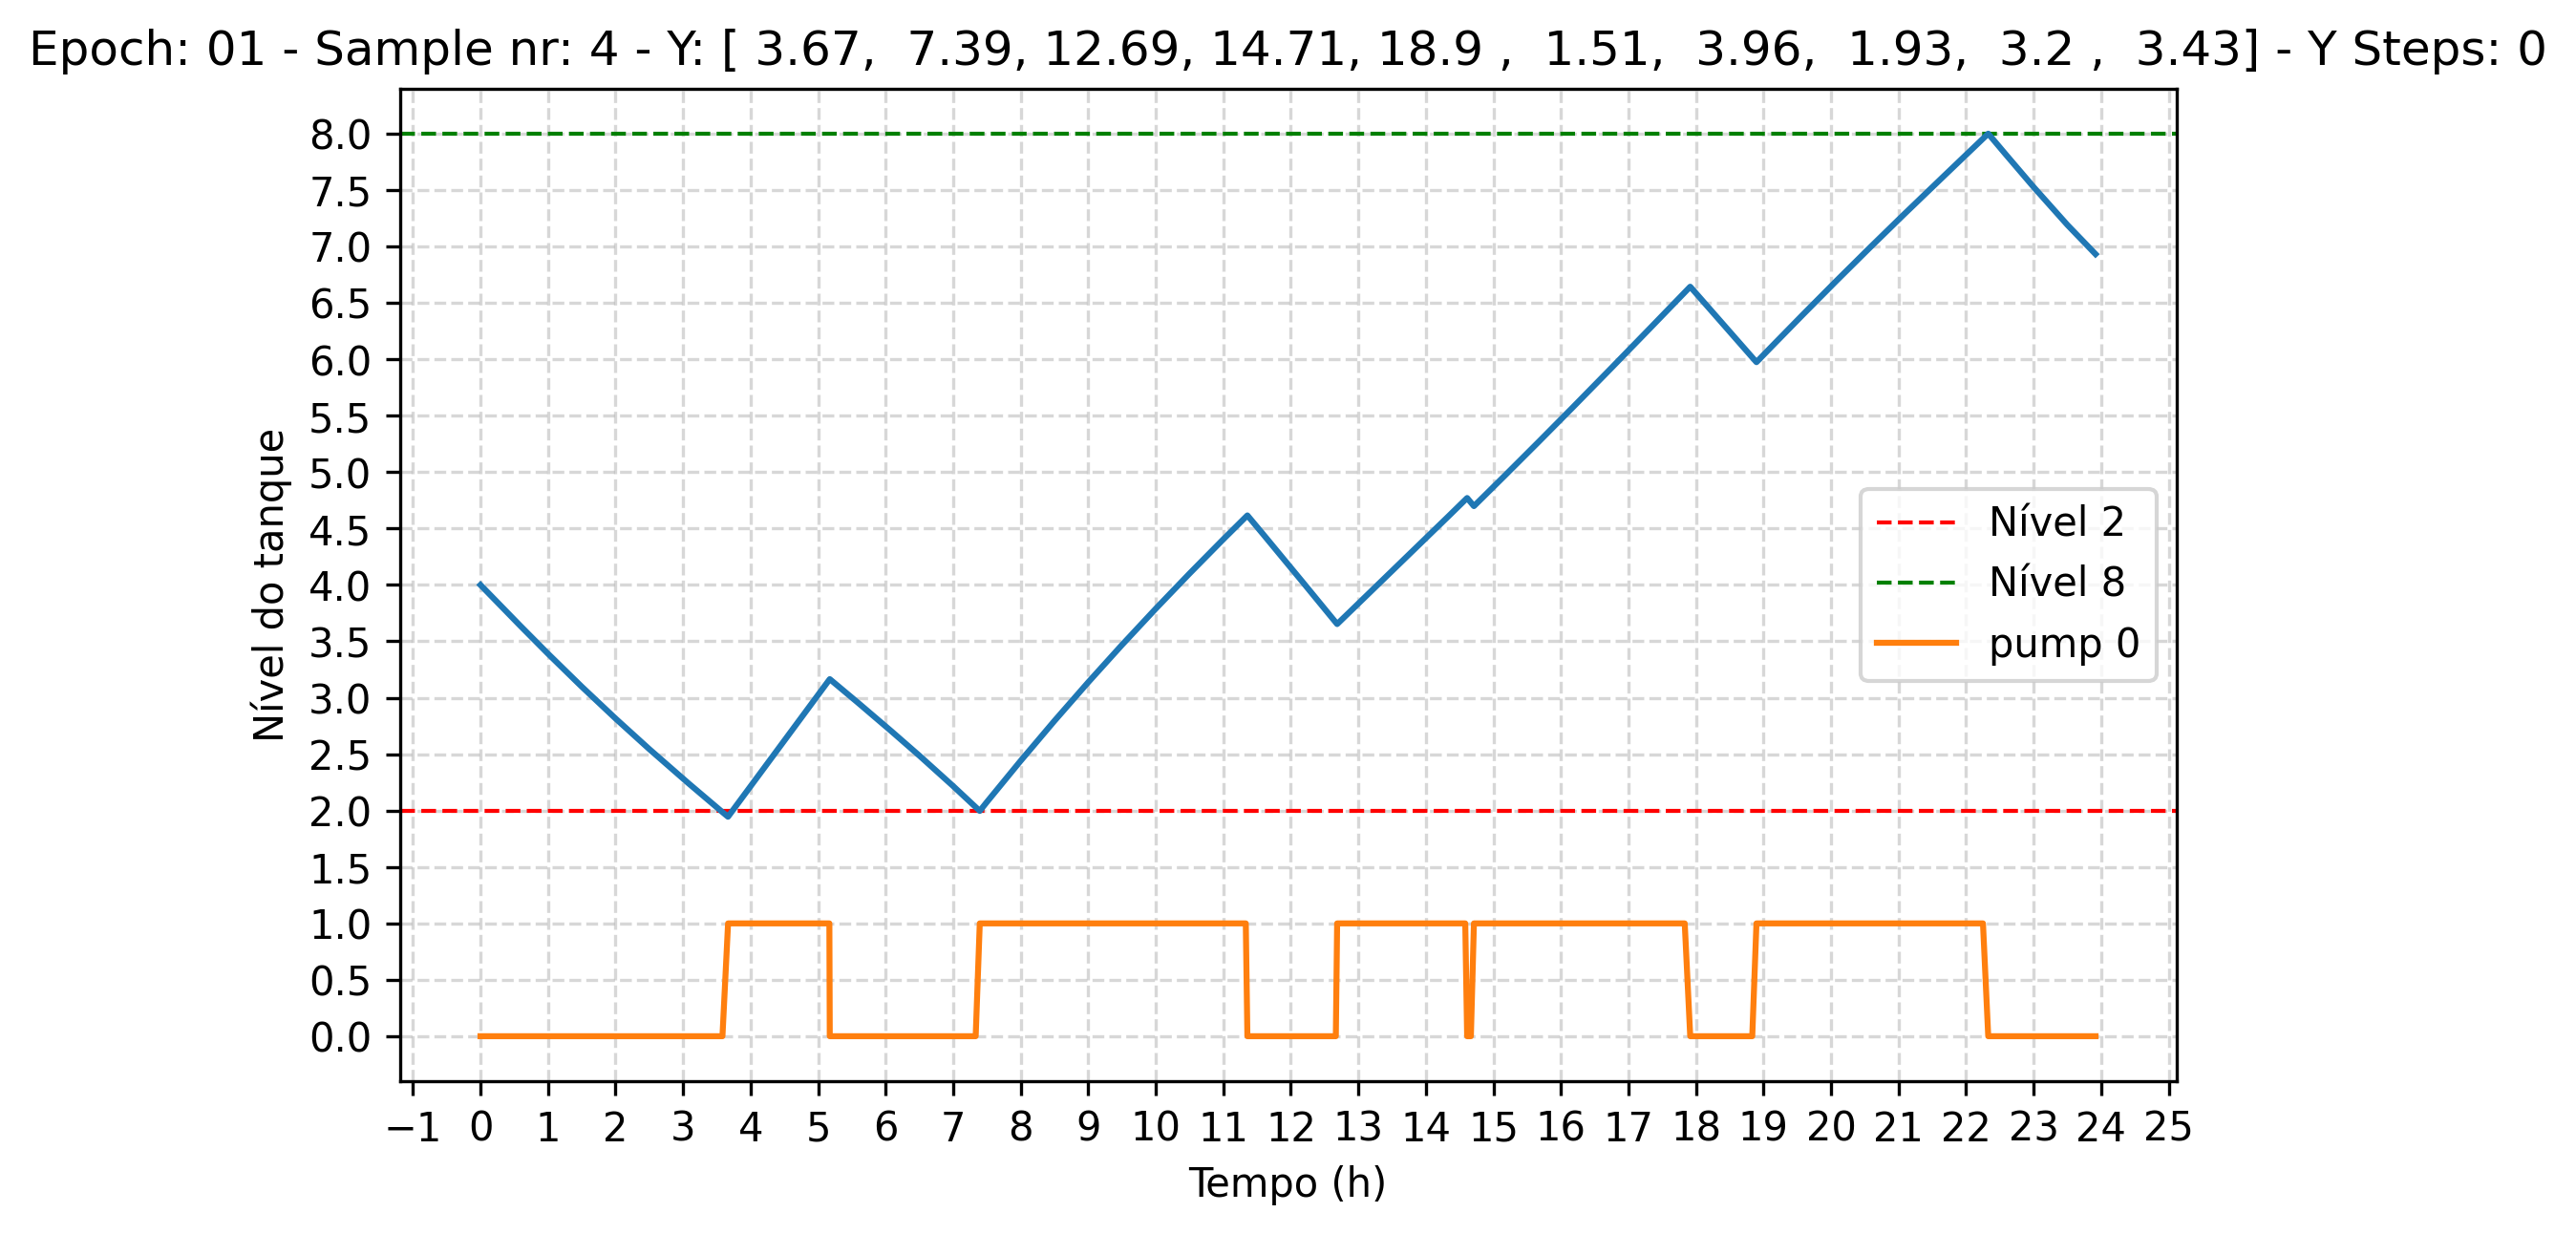 Epoch: 01 - Sample nr: 4 - Y: [ 3.67,  7.39, 12.69, 14.71, 18.9 ,  1.51,  3.96,  1.93,  3.2 ,  3.43] - Y Steps: 0
8.0
7.5
7.0
6.5
6.0
5.5
5.0
4.5
4.0
3.5
3.0
2.5
2.0
1.5
1.0
0.5
0.0
Nível do tanque
Nível 2
Nível 8
pump 0
−1 0 1 2 3 4 5 6 7 8 9 10 11 12 13 14 15 16 17 18 19 20 21 22 23 24 25
Tempo (h)